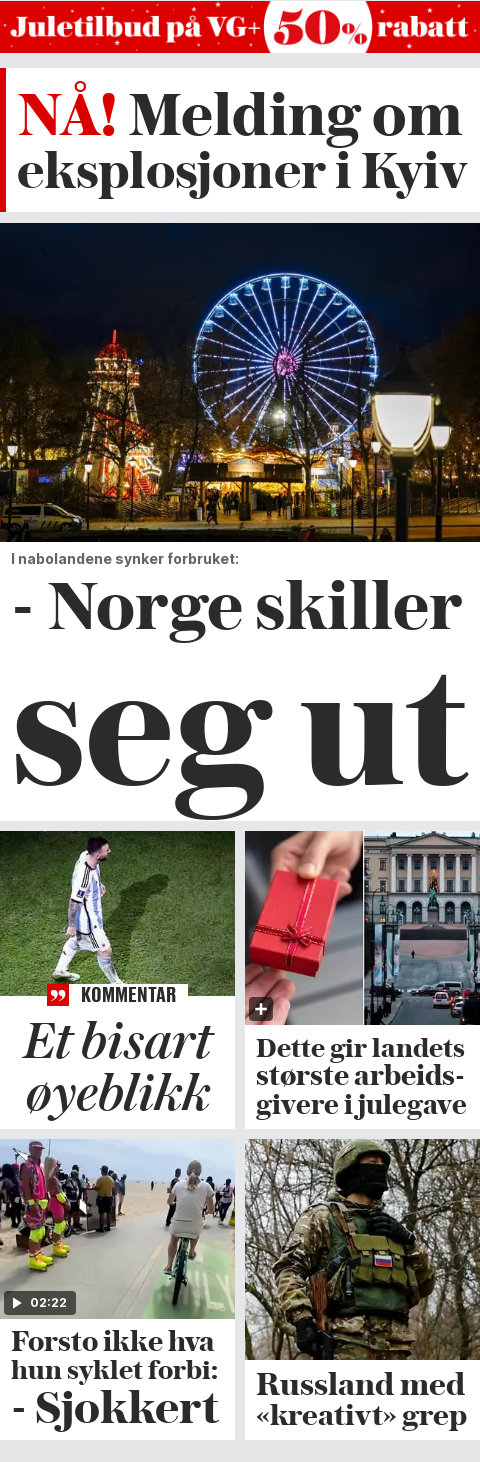 Juletilbud på VG+ 50% rabatt
NÅ! Melding om
eksplosjoner i Kyiv
I nabolandene synker forbruket:
- Norge skiller
seg ut
KOMMENTAR
Et bisart
øyeblikk
Dette gir landets
største arbeids-
givere i julegave
02:22
Forsto ikke hva
hun syklet forbi:
- Sjokkert
Russland med
«kreativt» grep